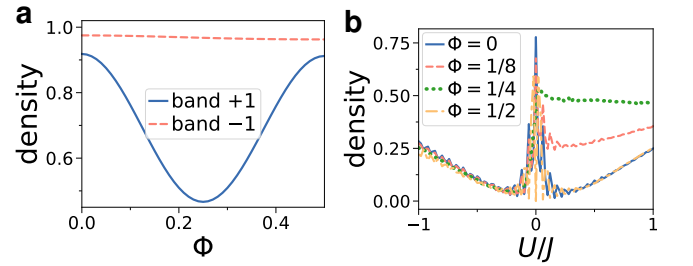 a
density
1.0
0.8
0.6
band +1
band −1
0.0
0.2
0.4
Φ
b
density
0.75
0.50
0.25
0.00
Φ = 0
Φ = 1/8
Φ = 1/4
Φ = 1/2
−1
0
1
U/J